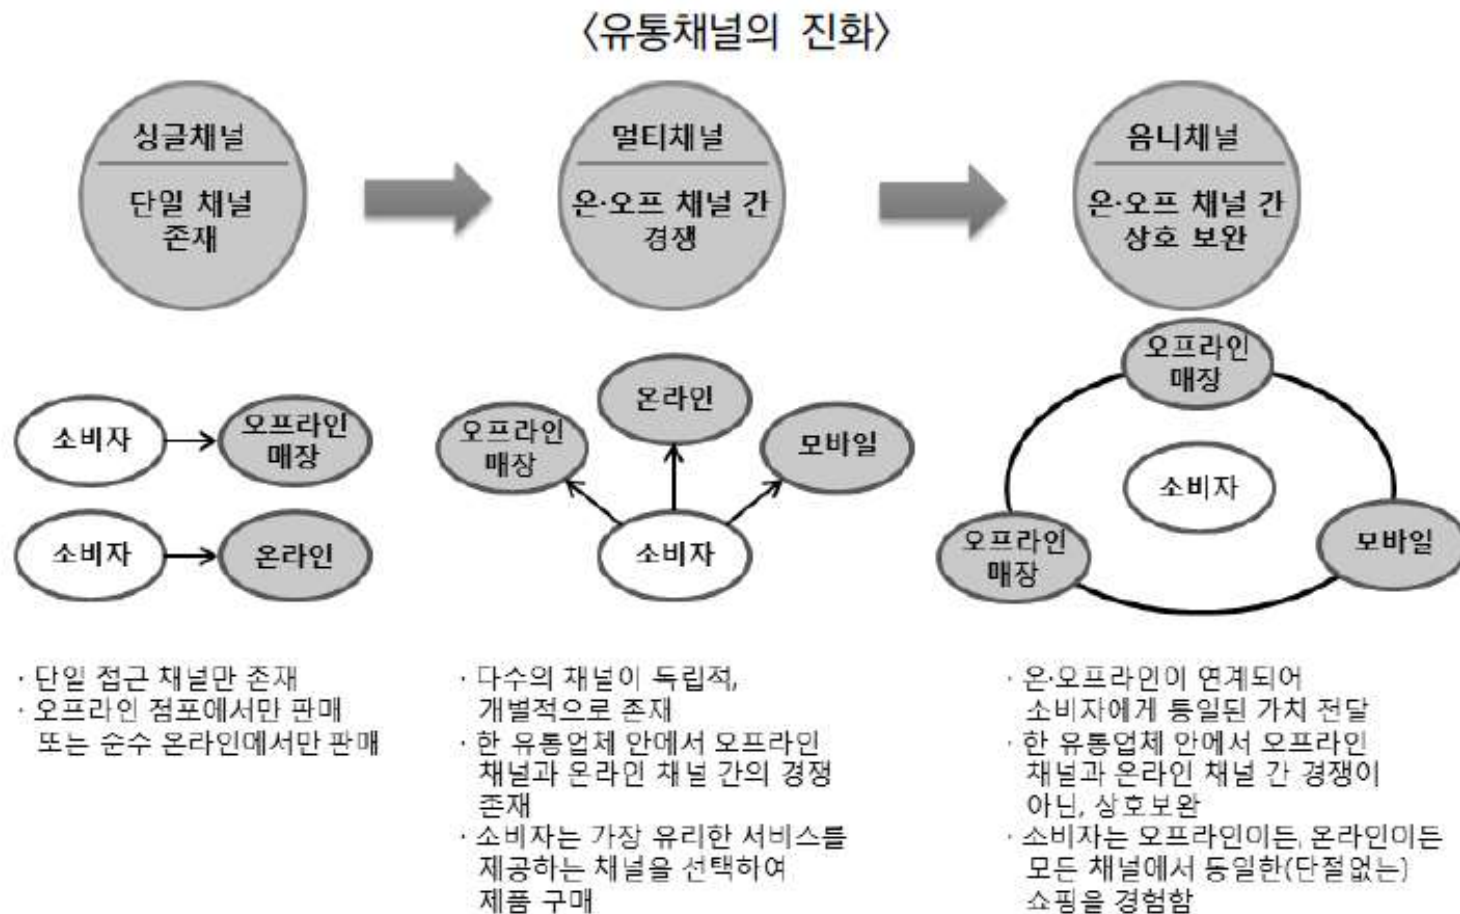 〈유통채널의 진화〉
싱글채널
단일 채널
존재
멀티채널
온·오프 채널 간
경쟁
옴니채널
온·오프 채널 간
상호 보완
소비자
오프라인
매장
소비자
온라인
오프라인
매장
온라인
모바일
소비자
오프라인
매장
소비자
오프라인
매장
모바일
· 단일 접근 채널만 존재
· 오프라인 점포에서만 판매
또는 순수 온라인에서만 판매
· 다수의 채널이 독립적,
개별적으로 존재
· 한 유통업체 안에서 오프라인
채널과 온라인 채널 간의 경쟁
존재
· 소비자는 가장 유리한 서비스를
제공하는 채널을 선택하여
제품 구매
· 온·오프라인이 연계되어
소비자에게 통일된 가치 전달
· 한 유통업체 안에서 오프라인
채널과 온라인 채널 간 경쟁이
아닌, 상호보완
· 소비자는 오프라인이든, 온라인이든
모든 채널에서 동일한(단절없는)
쇼핑을 경험함